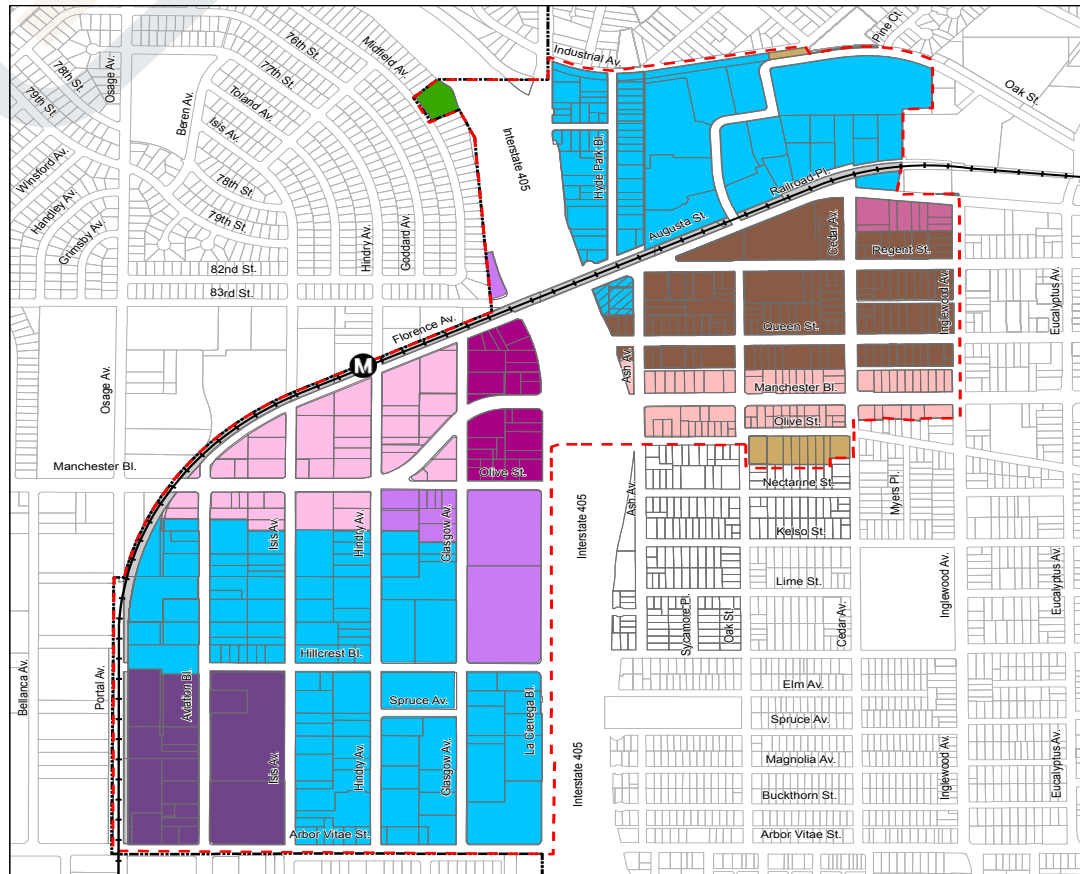 76th St.
Midfield Av.
Pine Ct.
Industrial Av.
78th St.
Osage Av.
77th St.
Oak St.
79th St.
Beren Av.
Toland Av.
Isis Av.
Interstate 405
Hyde Park Bl.
Winsford Av.
78th St.
Railroad Pl.
Handley Av.
79th St.
Augusta St.
Cedar Av.
Grimsby Av.
Hindry Av.
Goddard Av.
Regent St.
82nd St.
83rd St.
Inglewood Av.
Eucalyptus Av.
Florence Av.
Queen St.
M
Ash Av.
Osage Av.
Manchester Bl.
Olive St.
Manchester Bl.
Olive St.
Nectarine St.
Ash Av.
Myers Pl.
Isis Av.
Hindry Av.
Glasgow Av.
Interstate 405
Kelso St.
Lime St.
Inglewood Av.
Eucalyptus Av.
Sycamore Pl.
Oak St.
Cedar Av.
Hillcrest Bl.
Bellanca Av.
Portal Av.
Aviation Bl.
Spruce Av.
La Cienega Bl.
Elm Av.
Spruce Av.
Isis Av.
Hindry Av.
Glasgow Av.
Interstate 405
Magnolia Av.
Inglewood Av.
Eucalyptus Av.
Buckthorn St.
Arbor Vitae St.
Arbor Vitae St.